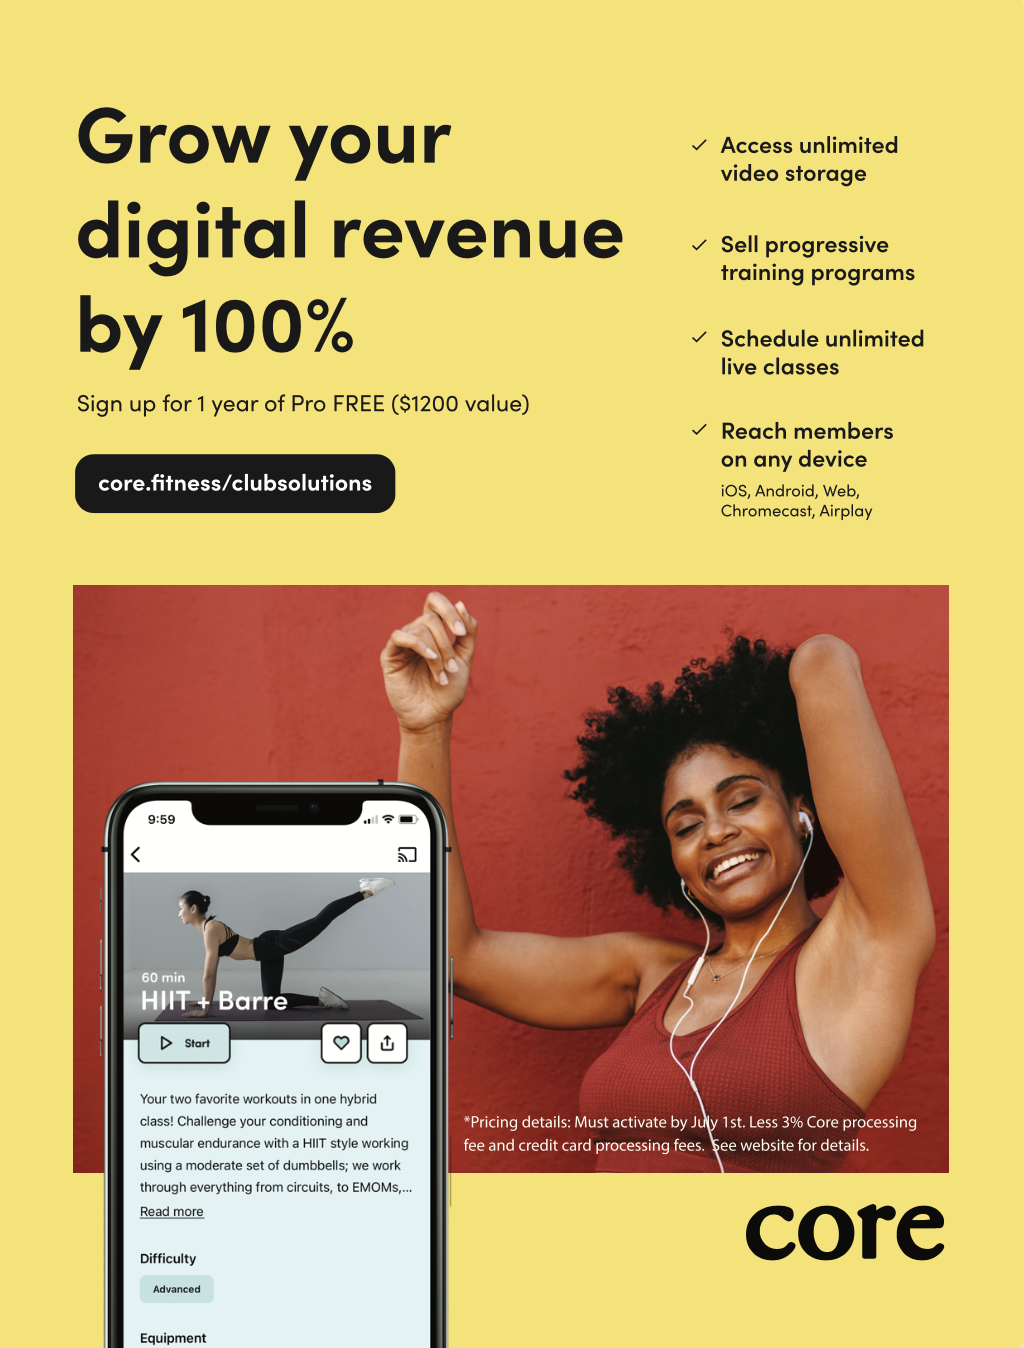 Grow your
digital revenue
by 100%
Sign up for 1 year of Pro FREE ($1200 value)
core.fitness/clubsolutions
Access unlimited
video storage
Sell progressive
training programs
Schedule unlimited
live classes
Reach members
on any device
iOS, Android, Web,
Chromecast, Airplay
9:59
60 min
HIIT + Barre
Start
Your two favorite workouts in one hybrid
class! Challenge your conditioning and
muscular endurance with a HIIT style working
using a moderate set of dumbbells; we work
through everything from circuits, to EMOMs,...
Read more
Difficulty
Advanced
Equipment
*Pricing details: Must activate by July 1st. Less 3% Core processing
fee and credit card processing fees.  See website for details.
core